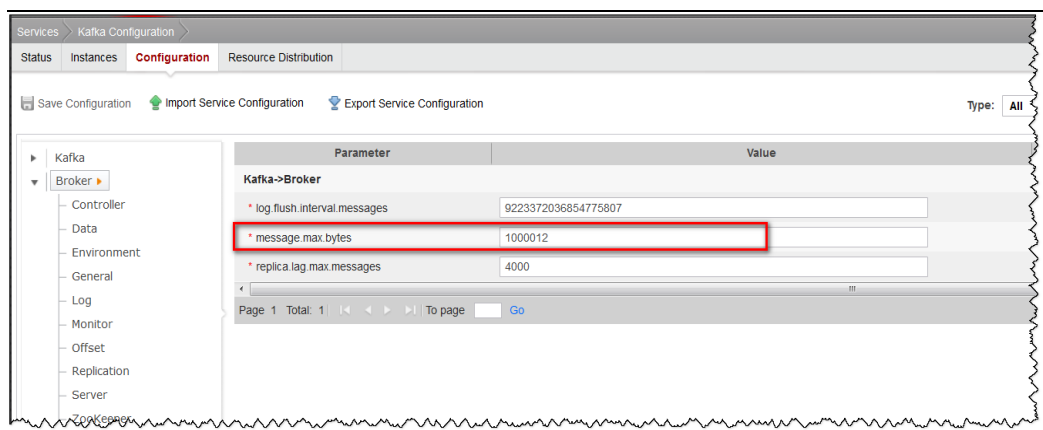 Services Kafka Configuration
Status Instances Configuration Resource Distribution
Save Configuration Import Service Configuration Export Service Configuration Type: All
Kafka
Broker
Controller
Data
Environment
General
Log
Monitor
Offset
Replication
Server
ZooKeeper
Parameter Value
Kafka->Broker
* log.flush.interval.messages 9223372036854775807
* message.max.bytes 1000012
* replica.lag.max.messages 4000
Page 1 Total: 1 To page Go